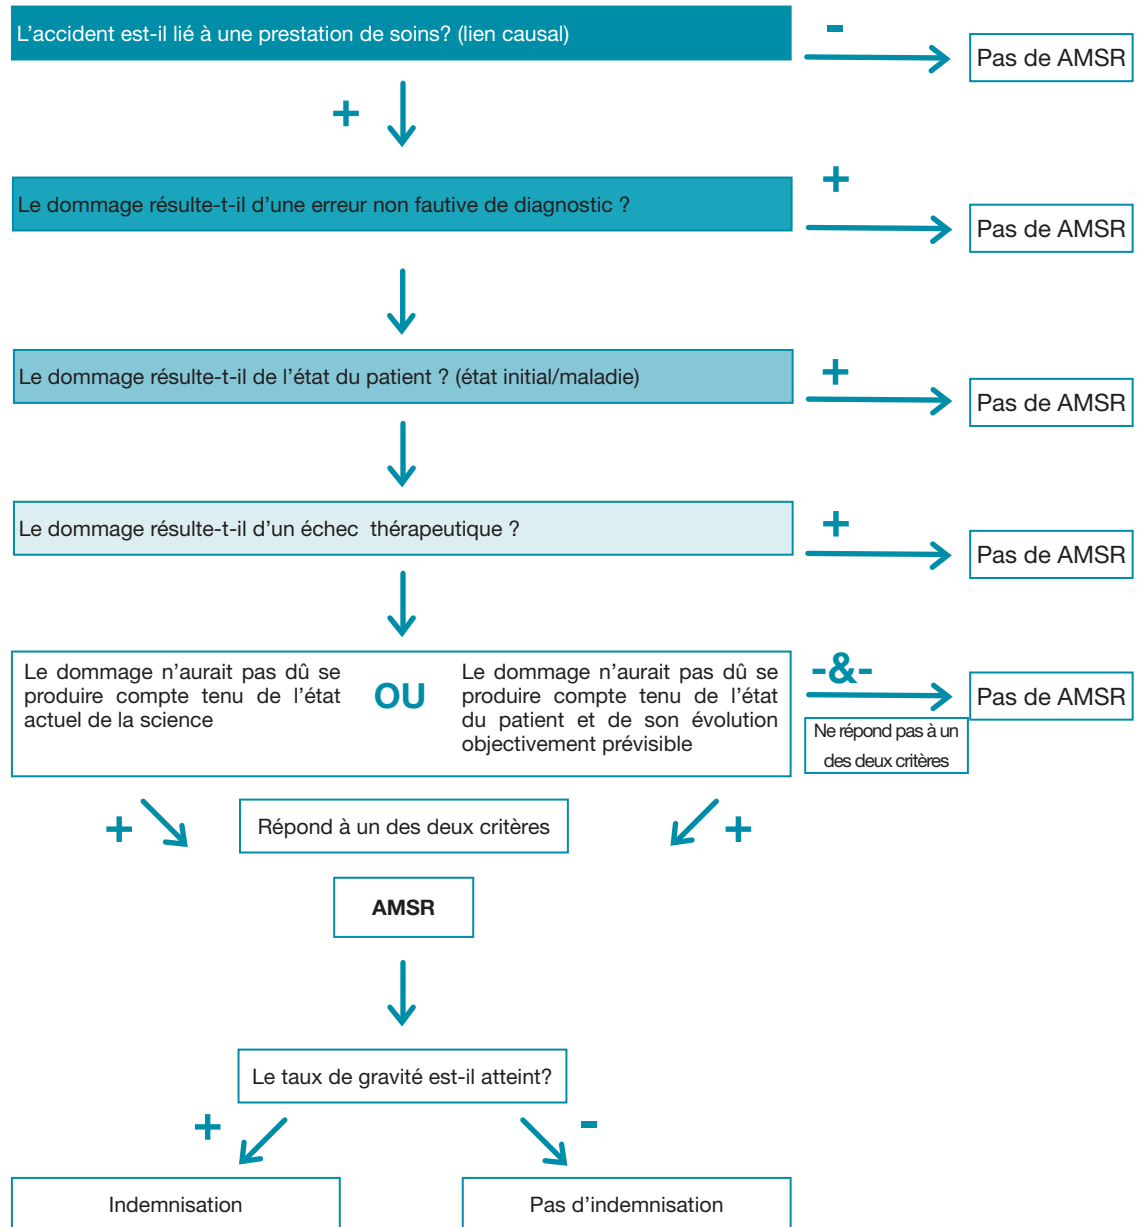 L’accident est-il lié à une prestation de soins? (lien causal)
-
Pas de AMSR
+
Le dommage résulte-t-il d’une erreur non fautive de diagnostic ?
+
Pas de AMSR
Le dommage résulte-t-il de l’état du patient ? (état initial/maladie)
+
Pas de AMSR
Le dommage résulte-t-il d’un échec  thérapeutique ?
+
Pas de AMSR
Le dommage n’aurait pas dû se
produire compte tenu de l’état
actuel de la science
OU
Le dommage n’aurait pas dû se
produire compte tenu de l’état
du patient et de son évolution
objectivement prévisible
-&-
Pas de AMSR
Ne répond pas à un
des deux critères
+
Répond à un des deux critères
+
AMSR
Le taux de gravité est-il atteint?
+
-
Indemnisation
Pas d’indemnisation